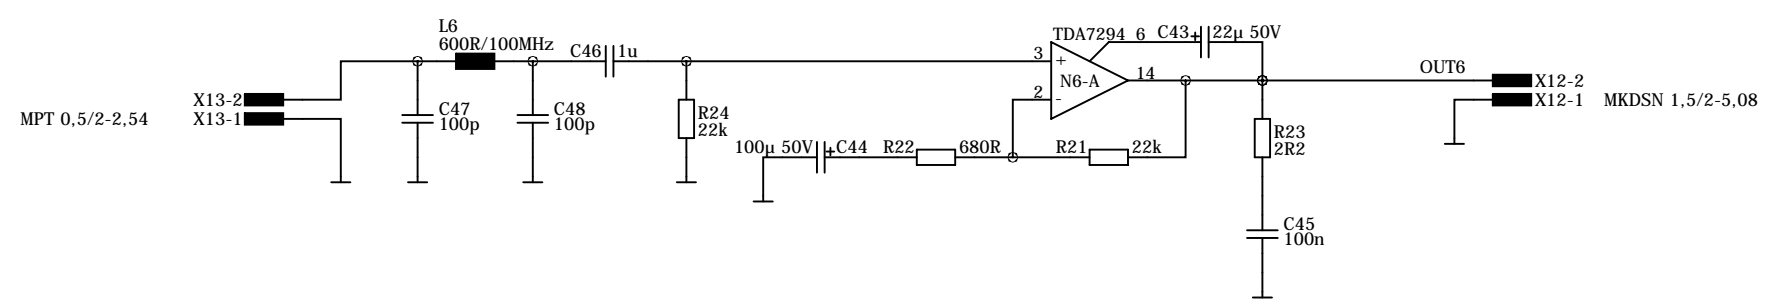 L6
600R/100MHz
C46 1u
TDA7294 6 C43 + 22µ 50V
3 +
N6-A
14
2 -
OUT6
X12-2
X12-1 MKDSN 1,5/2-5,08
X13-2
MPT 0,5/2-2,54 X13-1
C47
100p
C48
100p
R24
22k
100µ 50V + C44 R22 680R R21 22k
R23
2R2
C45
100n